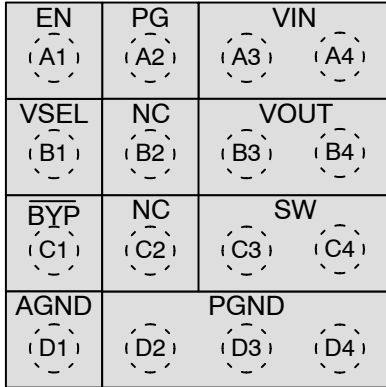 EN PG VIN
A1 A2 A3 A4
VSEL NC VOUT
B1 B2 B3 B4
BYP NC SW
C1 C2 C3 C4
AGND PGND
D1 D2 D3 D4